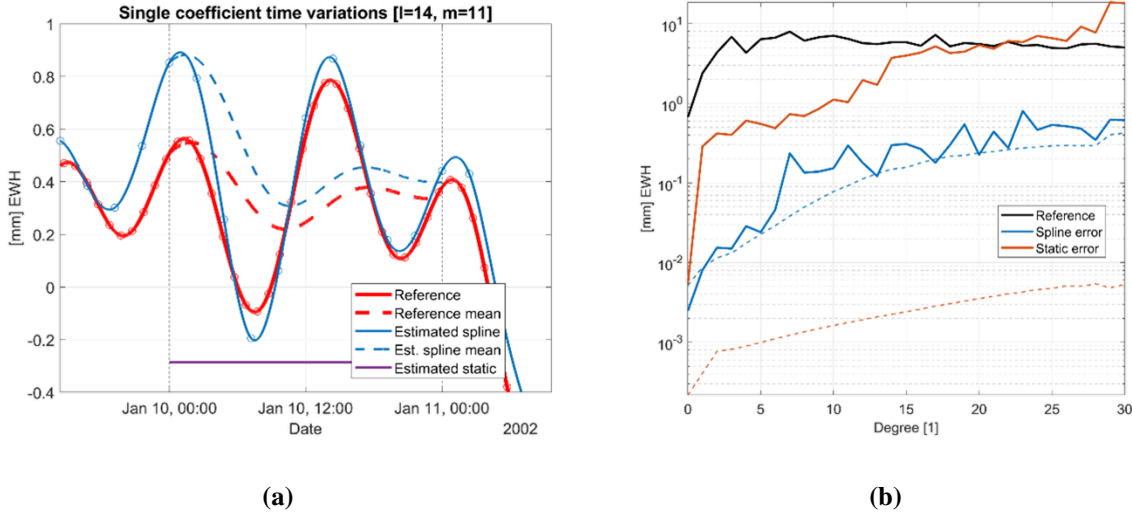 Single coefficient time variations [l=14, m=11]
1
0.8
0.6
0.4
0.2
0
-0.2
-0.4
[mm] EWH
Reference
Reference mean
Estimated spline
Est. spline mean
Estimated static
Jan 10, 00:00
Jan 10, 12:00
Jan 11, 00:00
Date
2002
(a)
10^1
10^0
10^-1
10^-2
10^-3
[mm] EWH
Reference
Spline error
Static error
0
5
10
15
20
25
30
Degree [1]
(b)